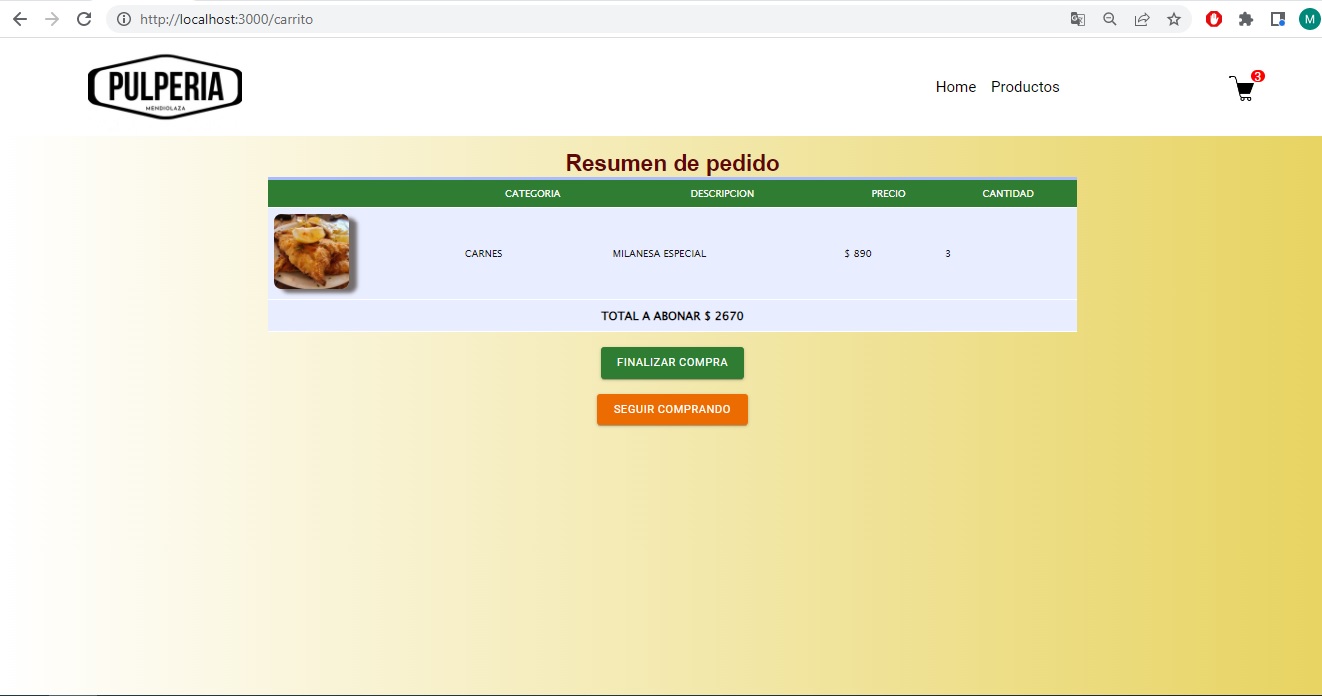 http://localhost:3000/carrito
M
PULPERIA
MENDIOLAZA
Home Productos
3
Resumen de pedido
CATEGORIA DESCRIPCION PRECIO CANTIDAD
CARNES MILANESA ESPECIAL $ 890 3
TOTAL A ABONAR $ 2670
FINALIZAR COMPRA
SEGUIR COMPRANDO